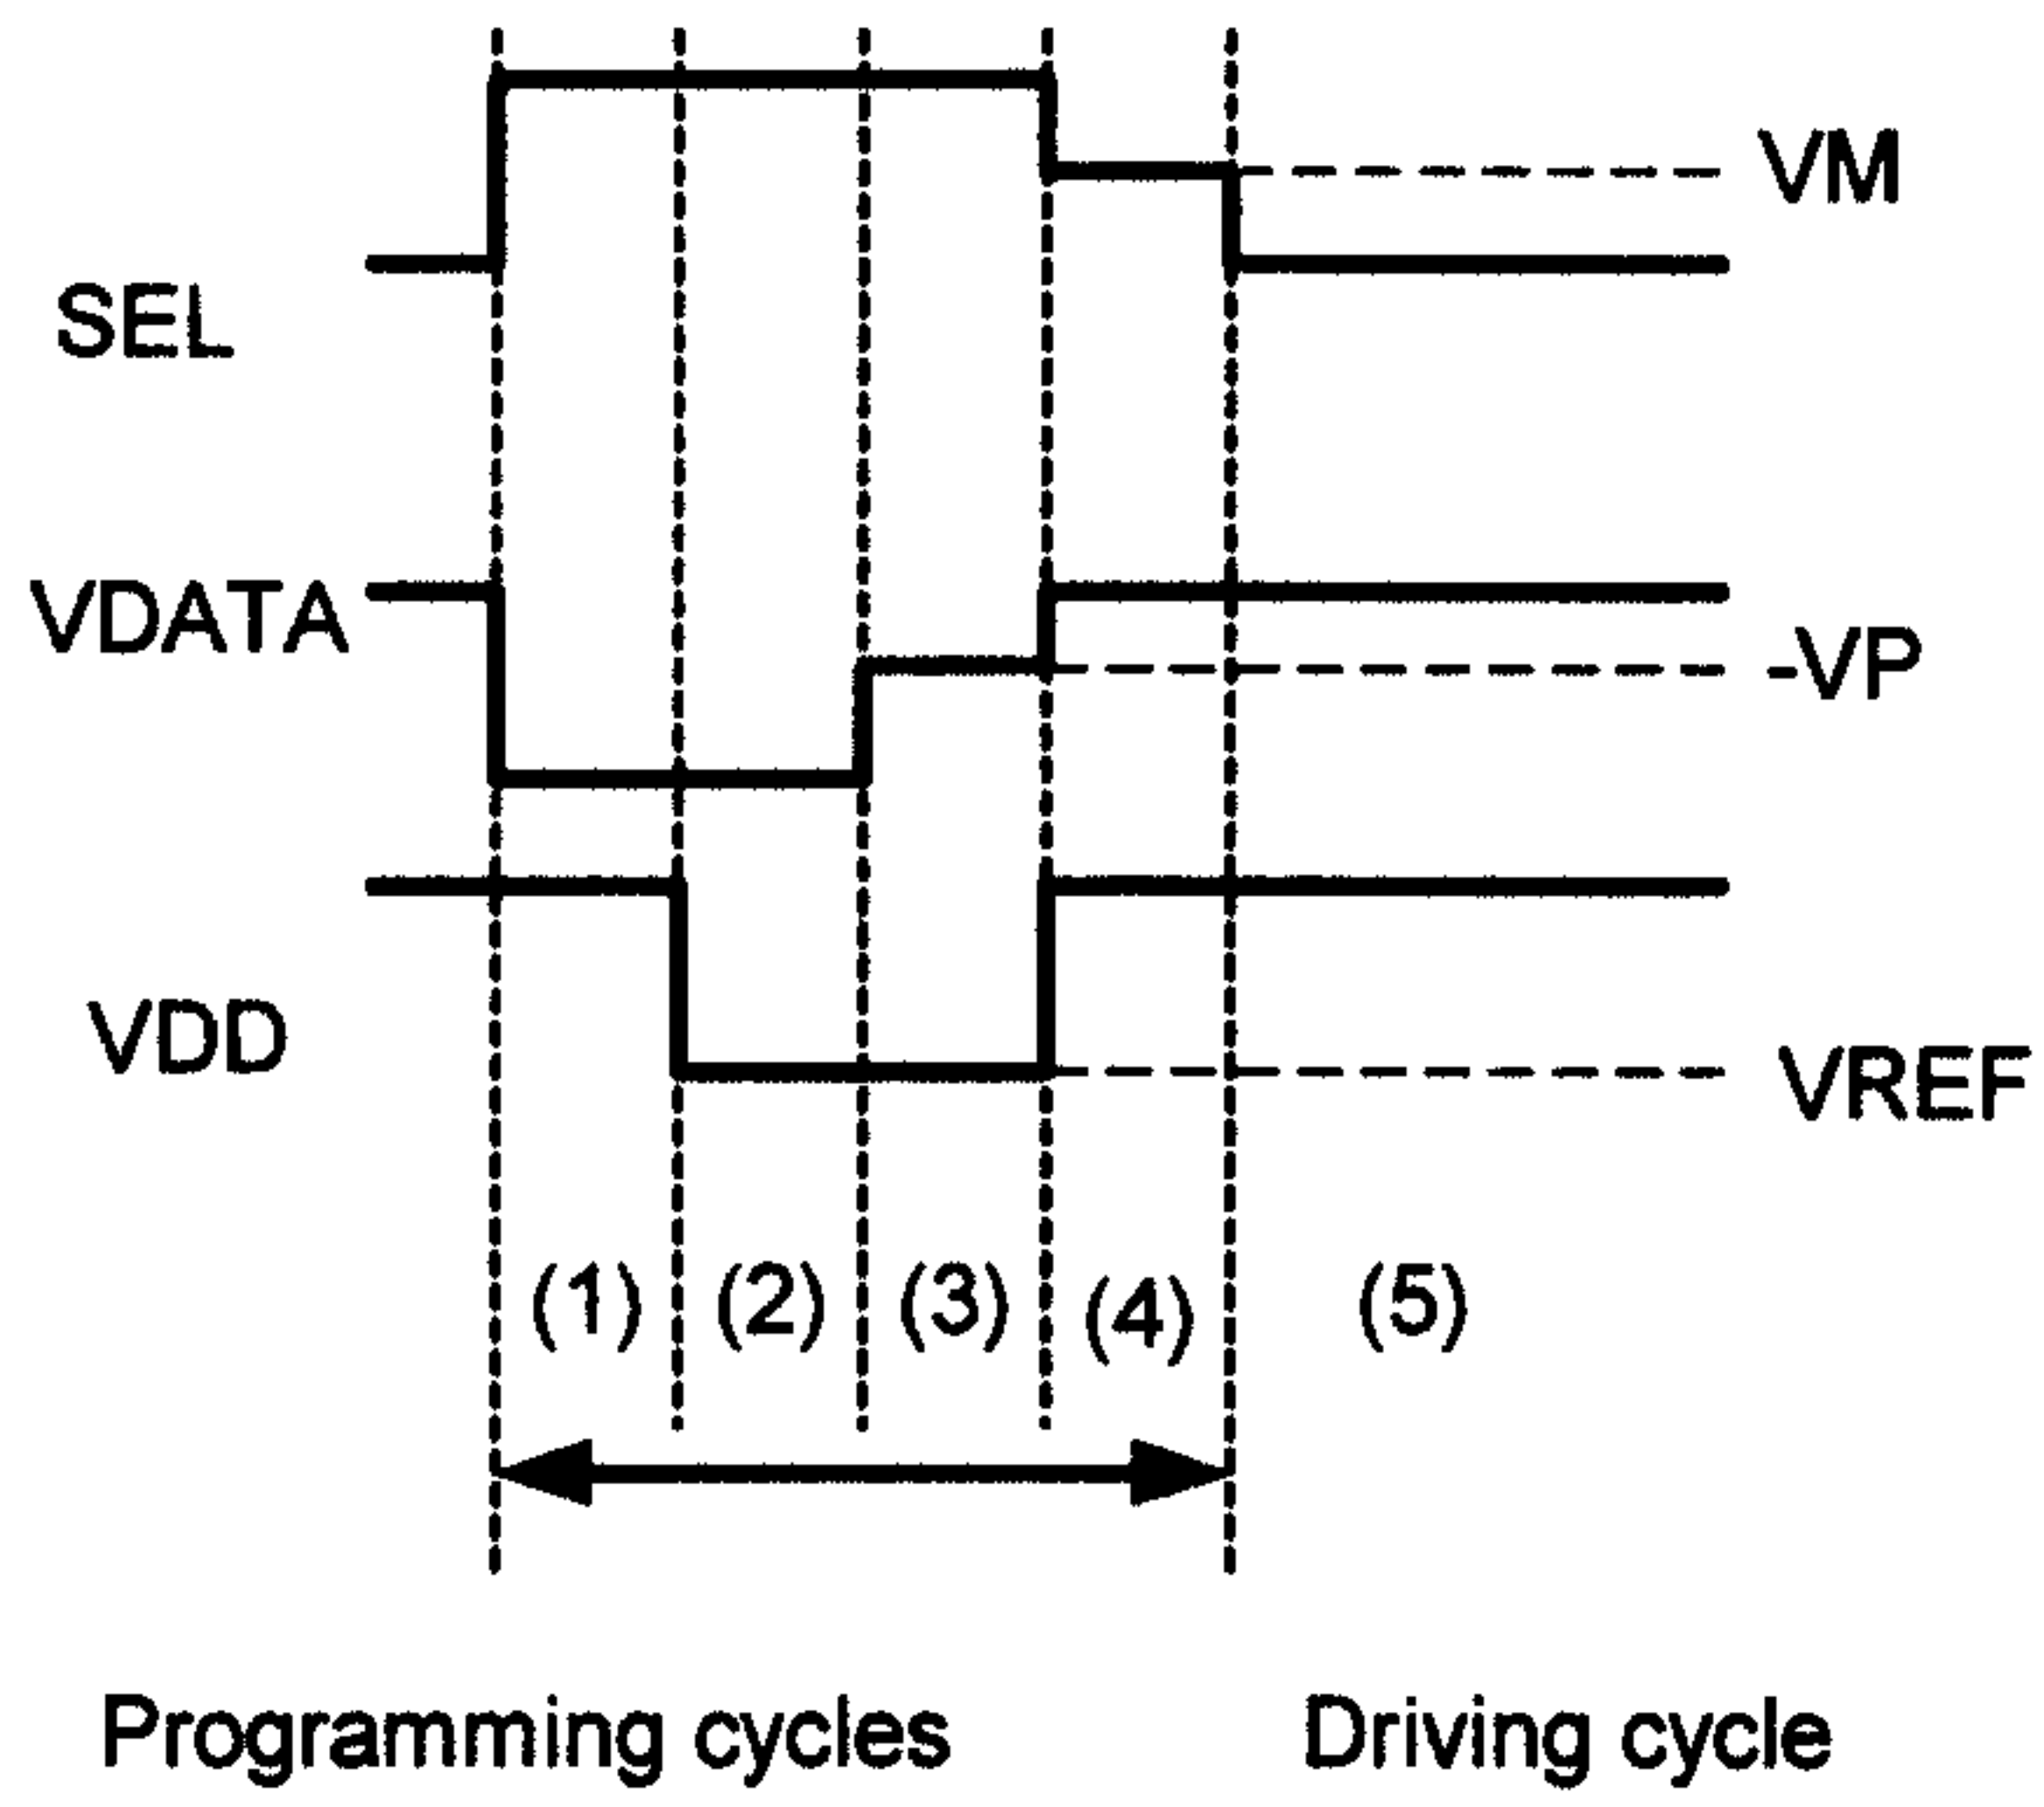 VM
SEL
VDATA
-VP
VDD
VREF
(1) (2) (3) (4) (5)
Programming cycles Driving cycle